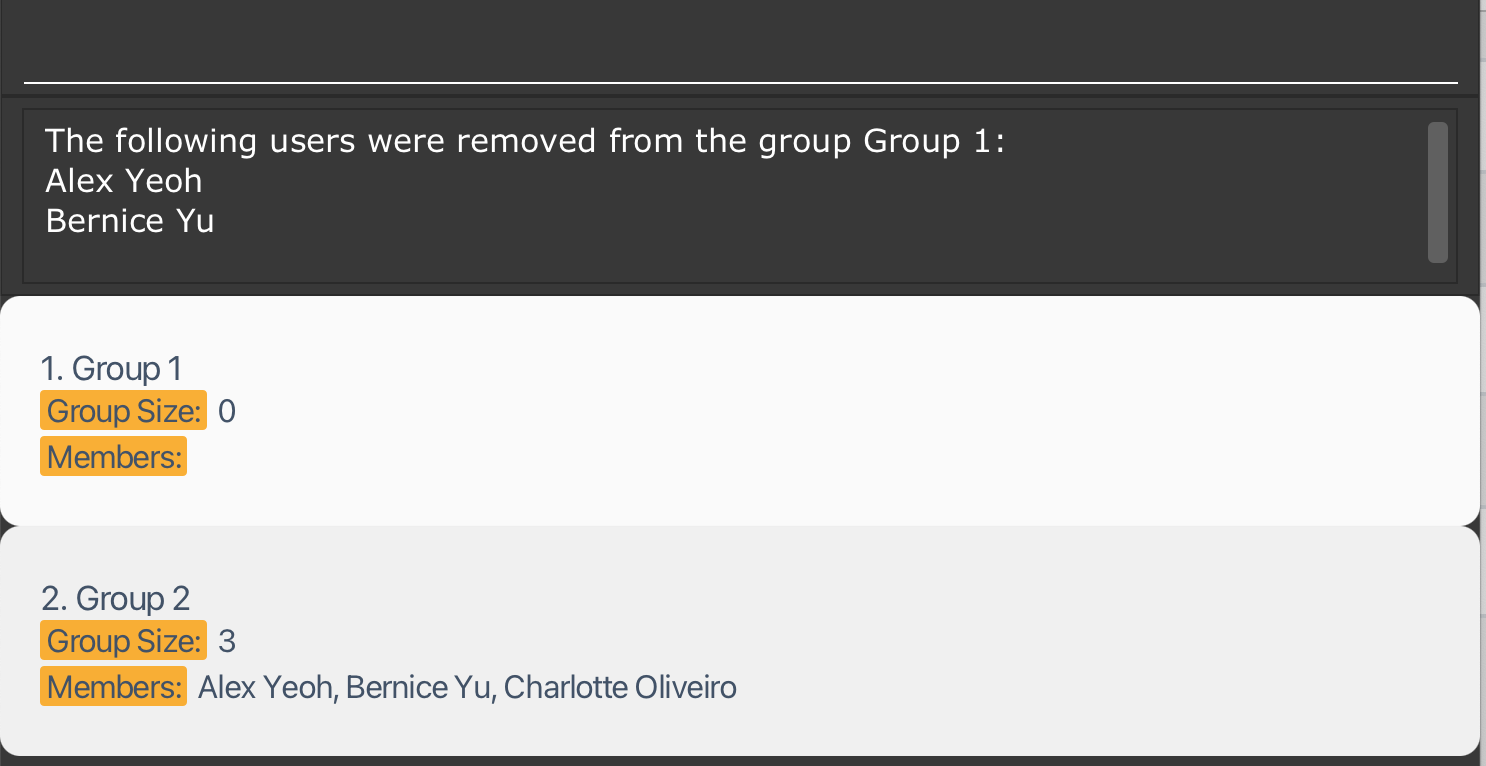 The following users were removed from the group Group 1:
Alex Yeoh
Bernice Yu
1. Group 1
Group Size: 0
Members:
2. Group 2
Group Size: 3
Members: Alex Yeoh, Bernice Yu, Charlotte Oliveiro